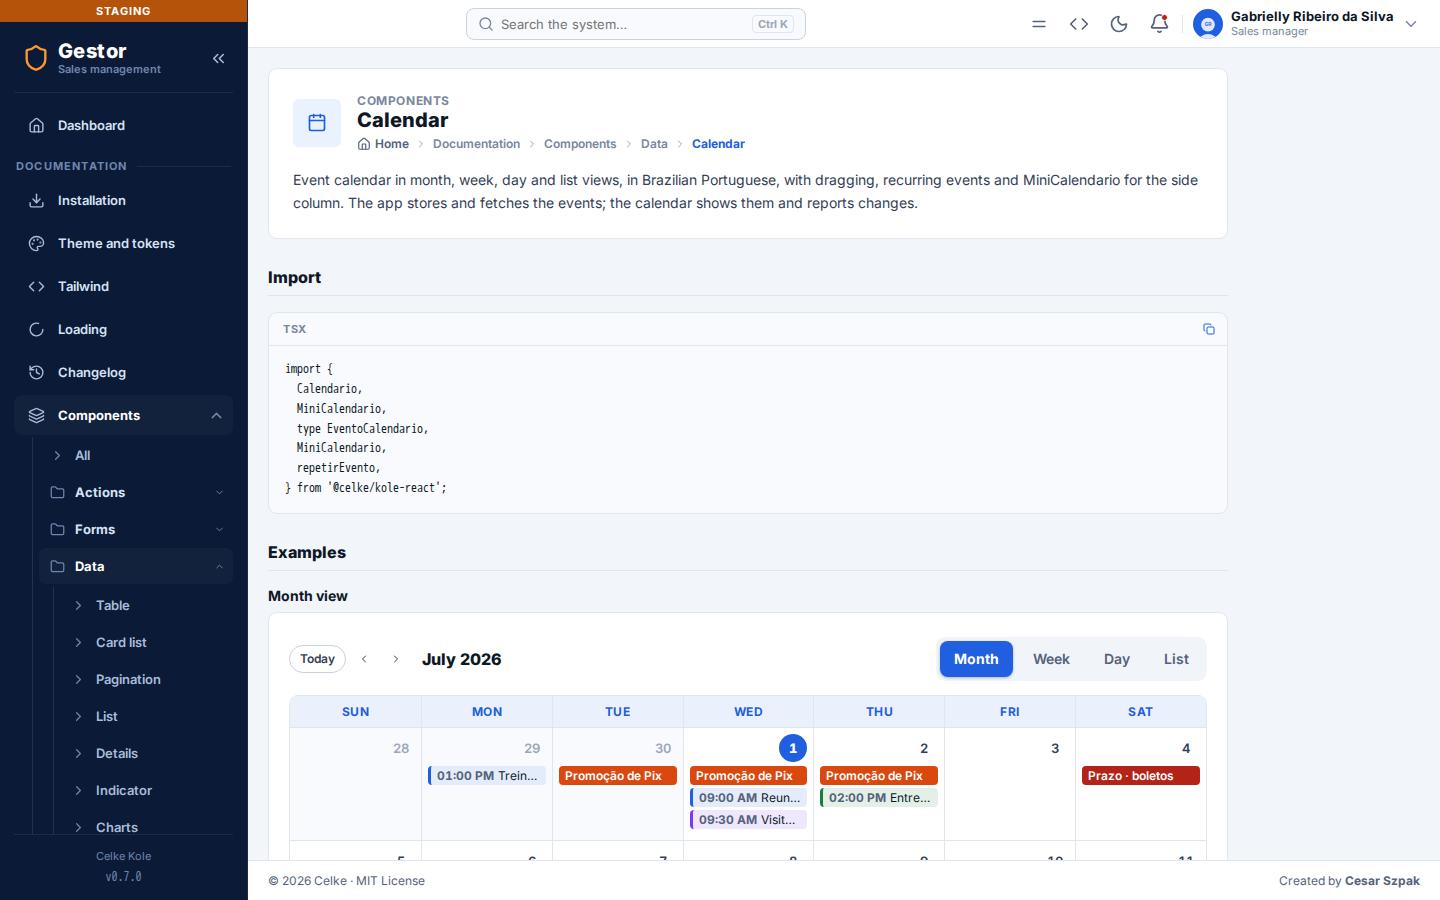 STAGING
Gestor
Sales management
Dashboard
DOCUMENTATION
Installation
Theme and tokens
Tailwind
Loading
Changelog
Components
All
Actions
Forms
Data
Table
Card list
Pagination
List
Details
Indicator
Charts
Celke Kole
v0.7.0
Search the system...
Ctrl K
GR
Gabrielly Ribeiro da Silva
Sales manager
COMPONENTS
Calendar
Home > Documentation > Components > Data > Calendar
Event calendar in month, week, day and list views, in Brazilian Portuguese, with dragging, recurring events and MiniCalendario for the side
column. The app stores and fetches the events; the calendar shows them and reports changes.
Import
TSX
import {
  Calendario,
  MiniCalendario,
  type EventoCalendario,
  MiniCalendario,
  repetirEvento,
} from '@celke/kole-react';
Examples
Month view
Today
July 2026
Month Week Day List
SUN MON TUE WED THU FRI SAT
28 29 30 1 2 3 4
01:00 PM Trein... Promoção de Pix Promoção de Pix Promoção de Pix Prazo · boletos
09:00 AM Reun... 02:00 PM Entre...
09:30 AM Visit...
5 6 7 8 9 10 11
© 2026 Celke · MIT License
Created by Cesar Szpak